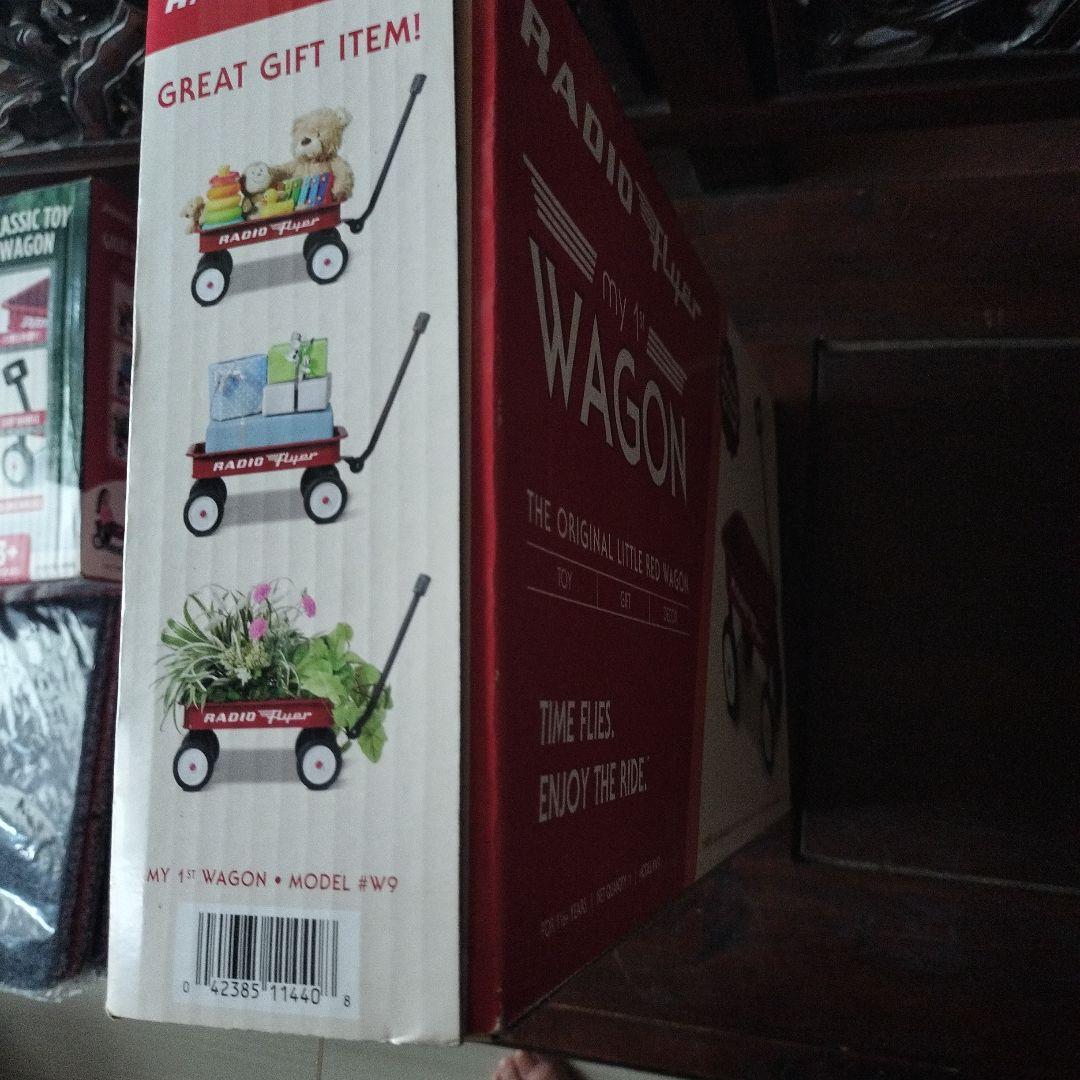 GREAT GIFT ITEM!
RADIO Flyer
RADIO Flyer
RADIO Flyer
MY 1ST WAGON • MODEL #W9
0 42385 11440 8
RADIO Flyer
my 1st
WAGON
THE ORIGINAL LITTLE RED WAGON
TOY GIFT DECOR
TIME FLIES.
ENJOY THE RIDE.
ASSIC TOY
WAGON